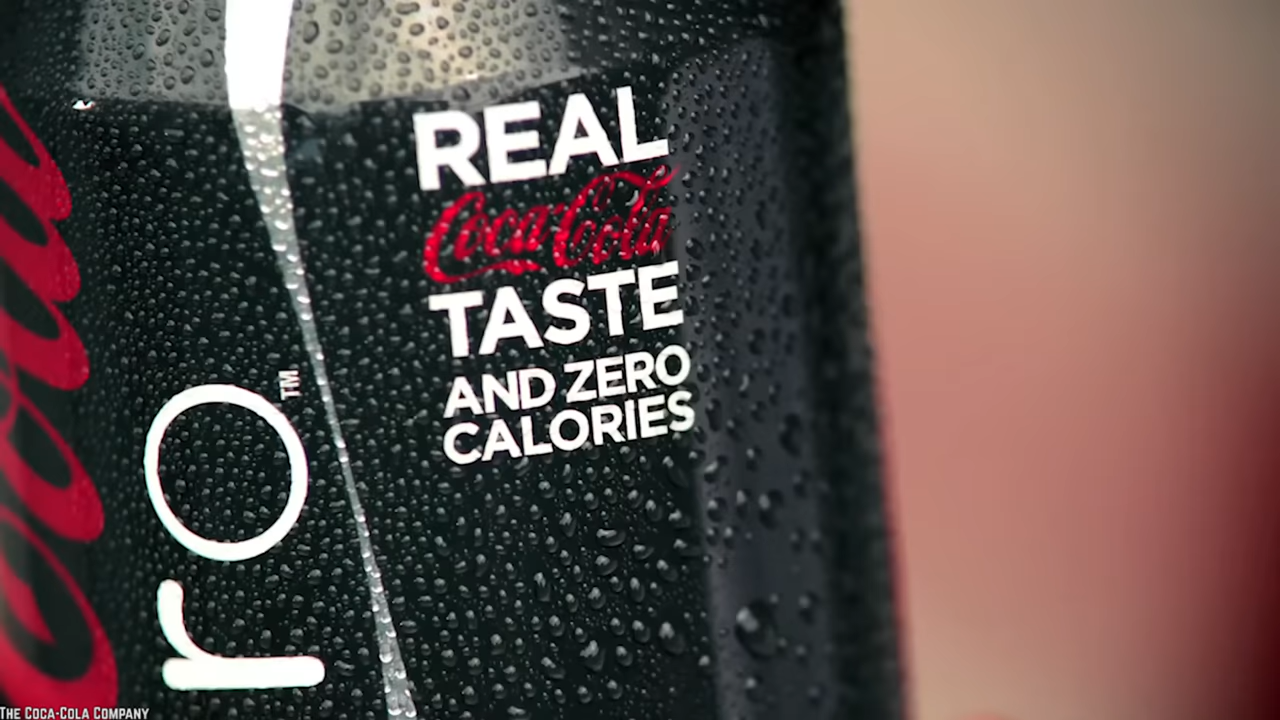 REAL
Coca-Cola
TASTE
AND ZERO
CALORIES
ro™
THE COCA-COLA COMPANY